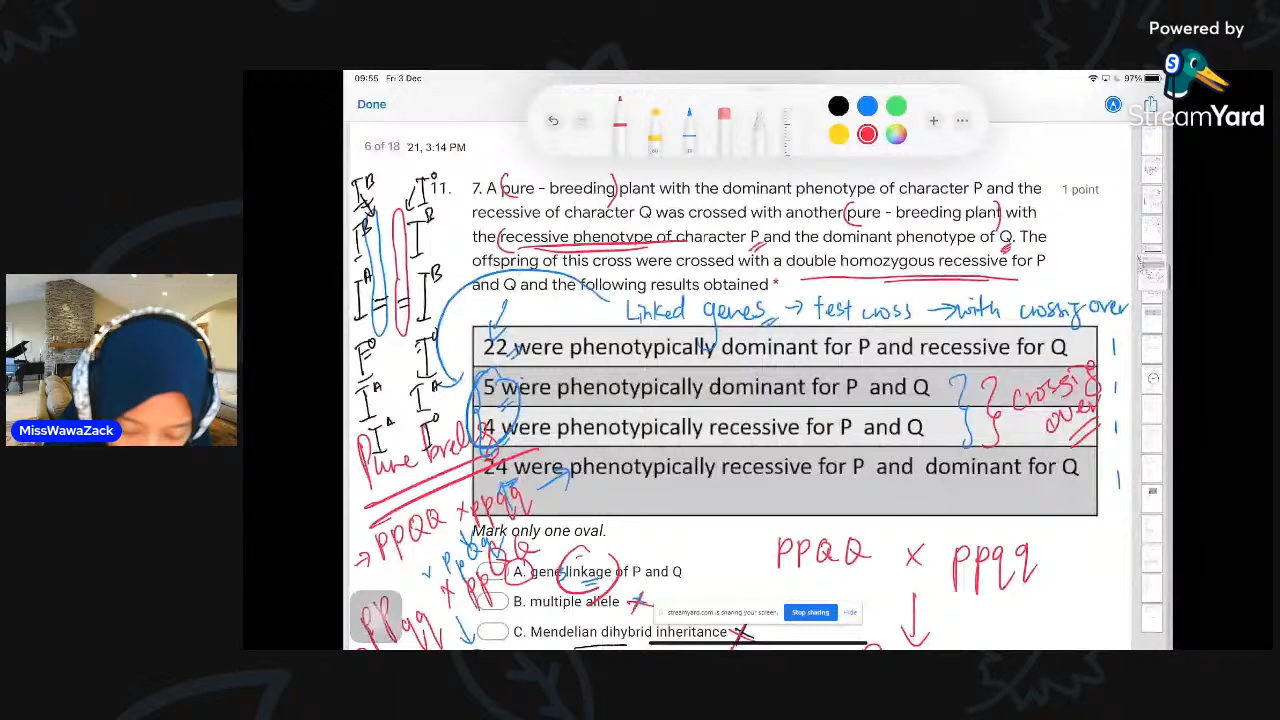 Powered by
StreamYard
09:55 Fri 3 Dec
97%
Done
6 of 18 '21, 3:14 PM
11. 7. A pure - breeding plant with the dominant phenotype of character P and the
1 point
recessive of character Q was crossed with another pure - breeding plant with
the recessive phenotype of character P and the dominant phenotype of Q. The
offspring of this cross were crossed with a double homozygous recessive for P
and Q and the following results obtained *
Linked genes → test cross → with crossing over
22 were phenotypically dominant for P and recessive for Q
1
5 were phenotypically dominant for P and Q
1
4 were phenotypically recessive for P and Q
1
24 were phenotypically recessive for P and dominant for Q
1
crossing
over
Pure breed
Mark only one oval.
A. gene linkage of P and Q
B. multiple allele
C. Mendelian dihybrid inheritance
PPQQ × ppqq
streamyard.com is sharing your screen.
Stop sharing
Hide
MissWawaZack